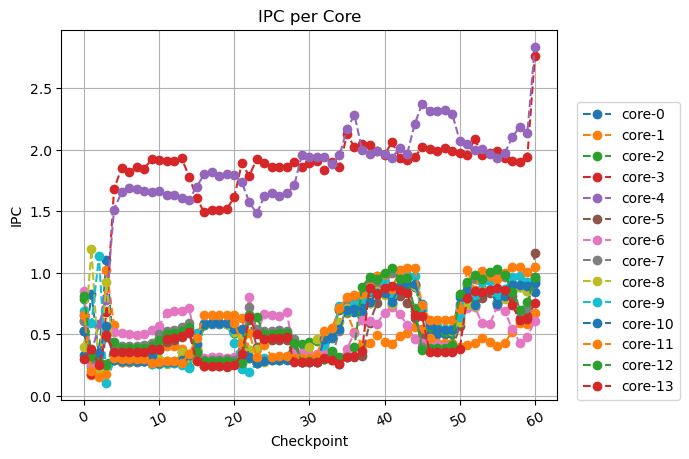 IPC per Core
IPC
2.5
2.0
1.5
1.0
0.5
0.0
0
10
20
30
40
50
60
Checkpoint
core-0
core-1
core-2
core-3
core-4
core-5
core-6
core-7
core-8
core-9
core-10
core-11
core-12
core-13